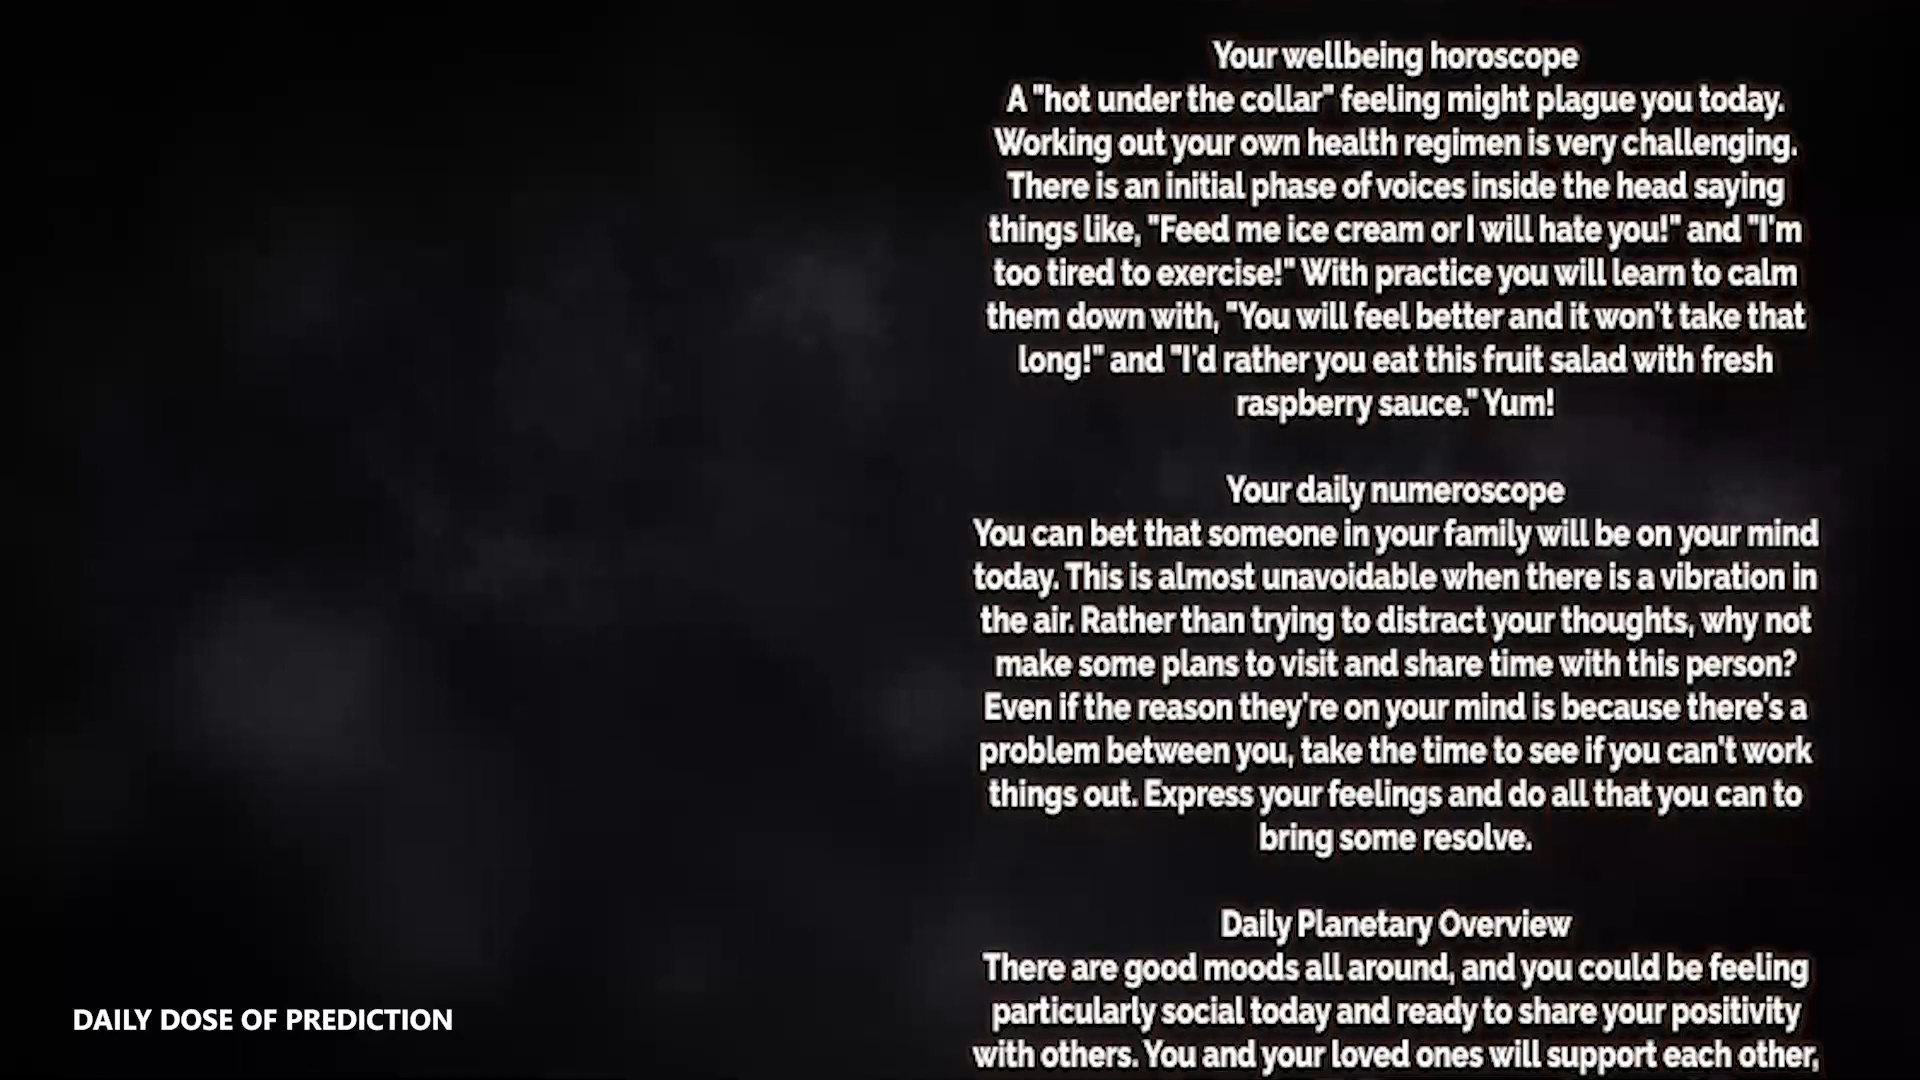 Your wellbeing horoscope
A "hot under the collar" feeling might plague you today.
Working out your own health regimen is very challenging.
There is an initial phase of voices inside the head saying
things like, "Feed me ice cream or I will hate you!" and "I'm
too tired to exercise!" With practice you will learn to calm
them down with, "You will feel better and it won't take that
long!" and "I'd rather you eat this fruit salad with fresh
raspberry sauce." Yum!
Your daily numeroscope
You can bet that someone in your family will be on your mind
today. This is almost unavoidable when there is a vibration in
the air. Rather than trying to distract your thoughts, why not
make some plans to visit and share time with this person?
Even if the reason they're on your mind is because there's a
problem between you, take the time to see if you can't work
things out. Express your feelings and do all that you can to
bring some resolve.
Daily Planetary Overview
There are good moods all around, and you could be feeling
particularly social today and ready to share your positivity
with others. You and your loved ones will support each other,
DAILY DOSE OF PREDICTION